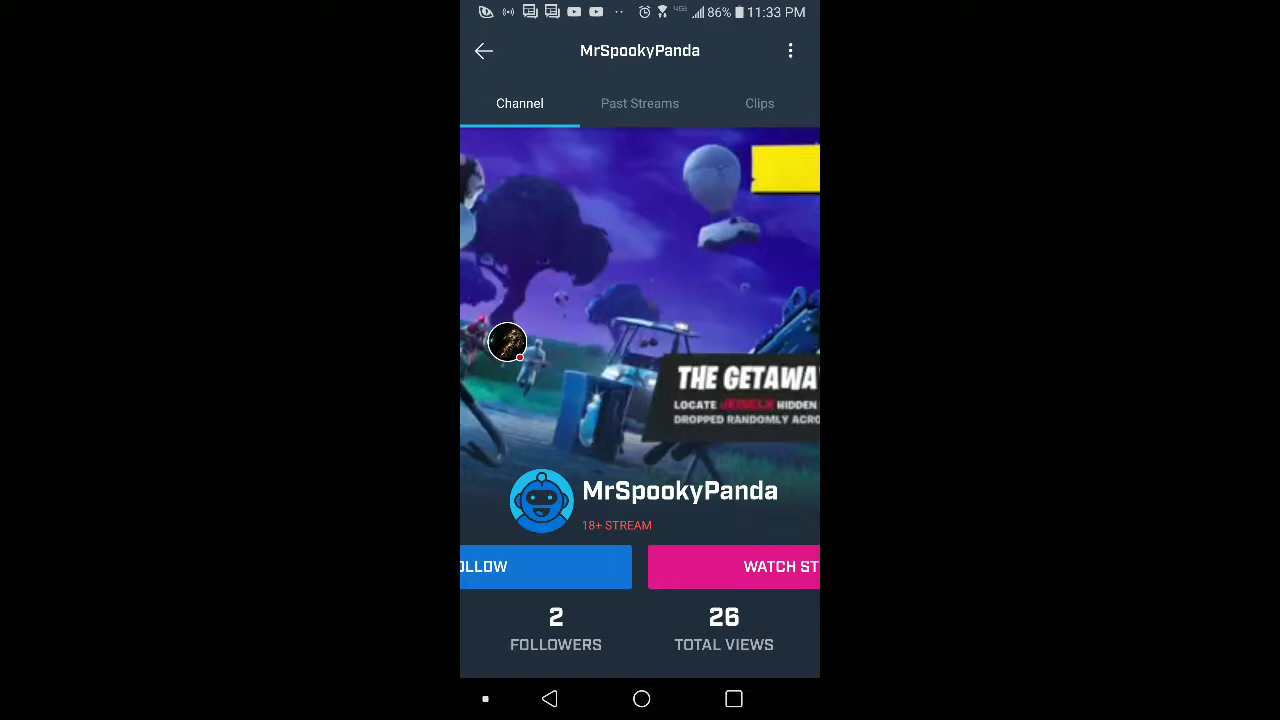 86% 11:33 PM
MrSpookyPanda
Channel Past Streams Clips
THE GETAWA
LOCATE HIDDEN
DROPPED RANDOMLY ACRO
MrSpookyPanda
18+ STREAM
OLLOW WATCH ST
2 26
FOLLOWERS TOTAL VIEWS